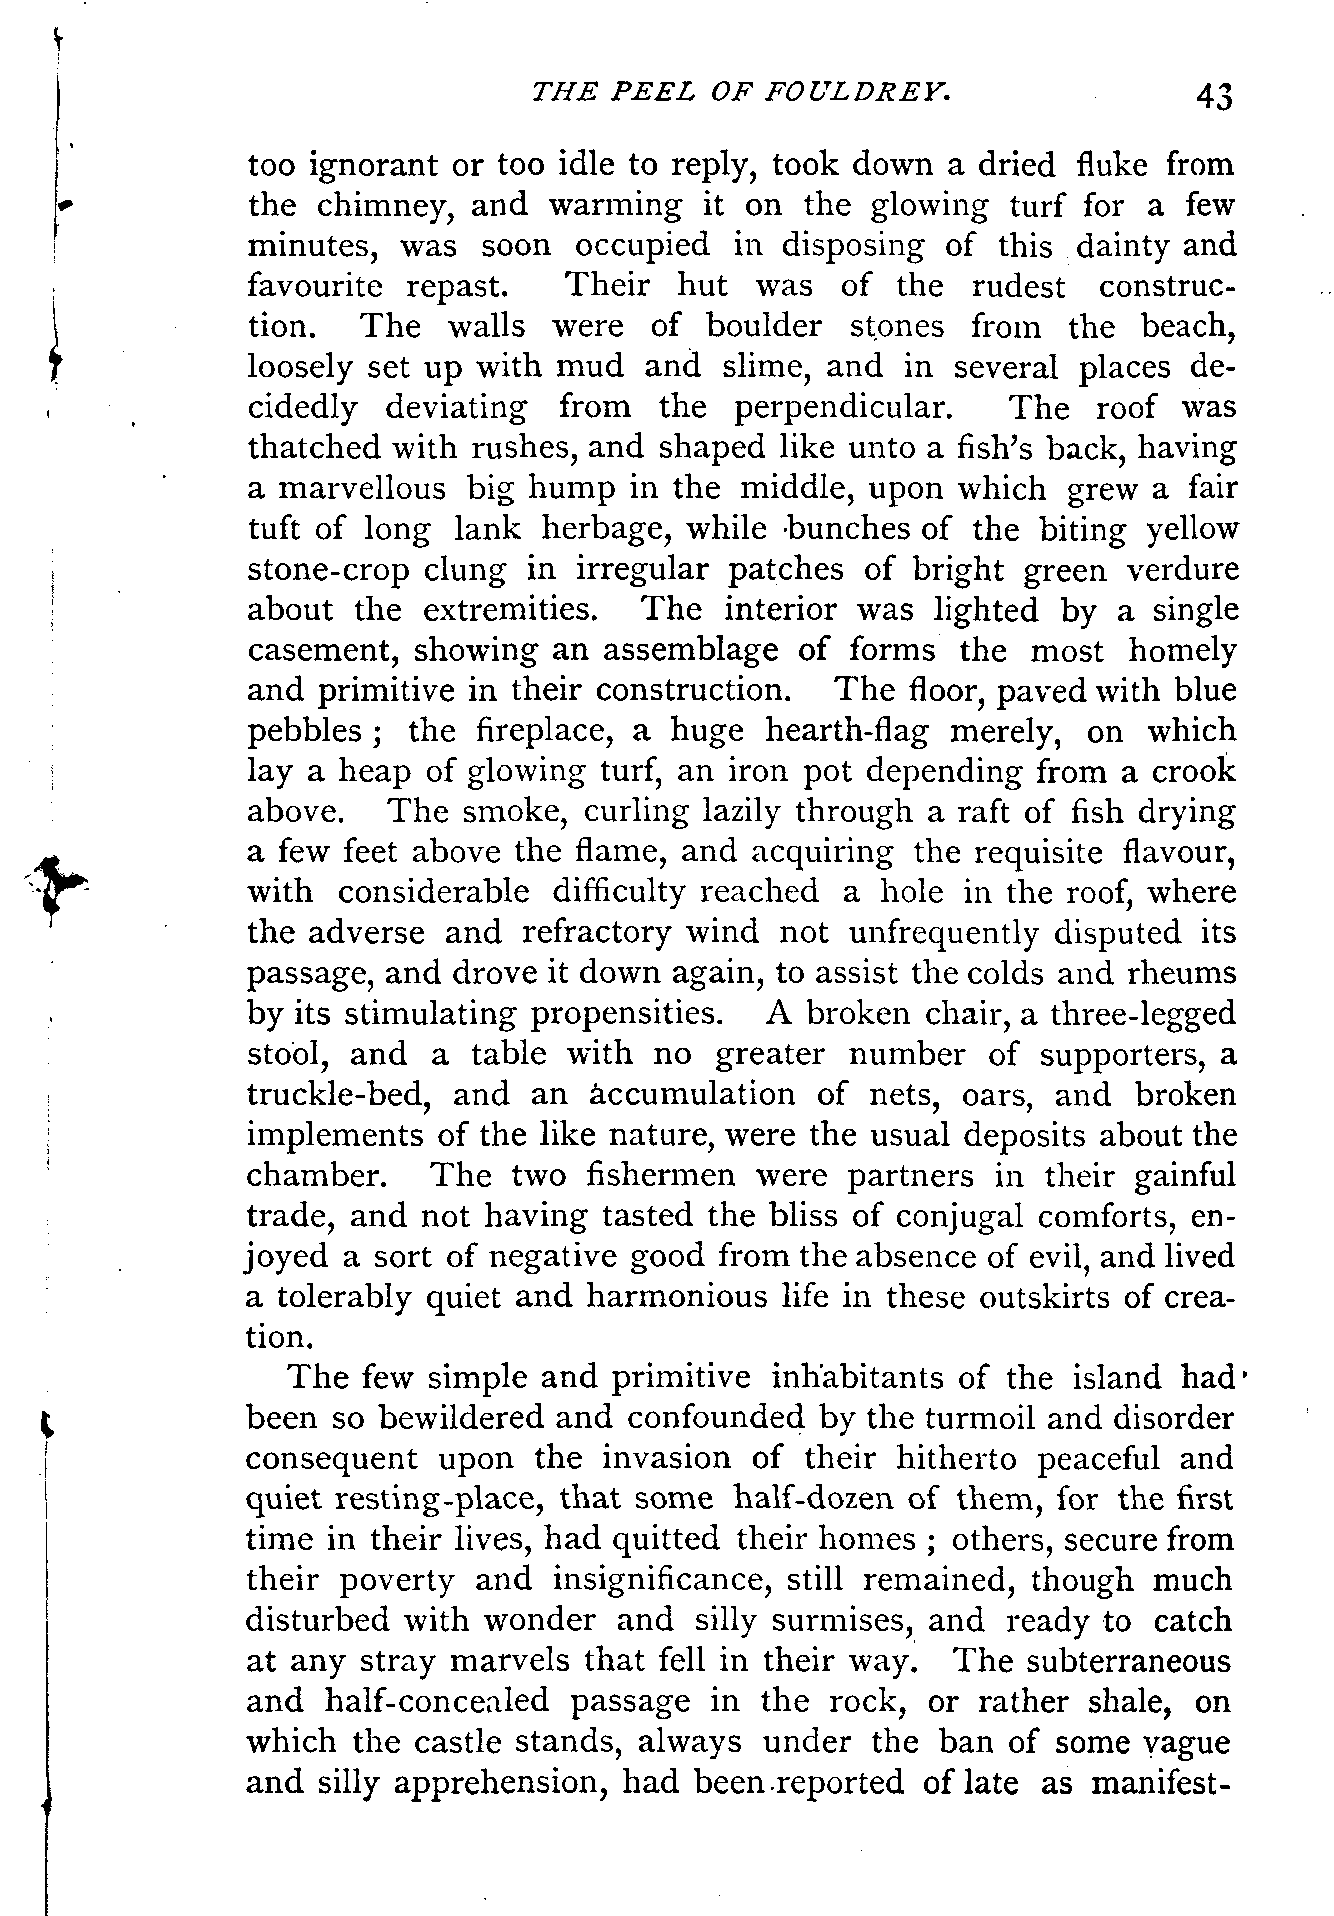 THE PEEL OF FOULDREY. 43
too ignorant or too idle to reply, took down a dried fluke from
the chimney, and warming it on the glowing turf for a few
minutes, was soon occupied in disposing of this dainty and
favourite repast. Their hut was of the rudest construc-
tion. The walls were of boulder stones from the beach,
loosely set up with mud and slime, and in several places de-
cidedly deviating from the perpendicular. The roof was
thatched with rushes, and shaped like unto a fish's back, having
a marvellous big hump in the middle, upon which grew a fair
tuft of long lank herbage, while bunches of the biting yellow
stone-crop clung in irregular patches of bright green verdure
about the extremities. The interior was lighted by a single
casement, showing an assemblage of forms the most homely
and primitive in their construction. The floor, paved with blue
pebbles ; the fireplace, a huge hearth-flag merely, on which
lay a heap of glowing turf, an iron pot depending from a crook
above. The smoke, curling lazily through a raft of fish drying
a few feet above the flame, and acquiring the requisite flavour,
with considerable difficulty reached a hole in the roof, where
the adverse and refractory wind not unfrequently disputed its
passage, and drove it down again, to assist the colds and rheums
by its stimulating propensities. A broken chair, a three-legged
stool, and a table with no greater number of supporters, a
truckle-bed, and an accumulation of nets, oars, and broken
implements of the like nature, were the usual deposits about the
chamber. The two fishermen were partners in their gainful
trade, and not having tasted the bliss of conjugal comforts, en-
joyed a sort of negative good from the absence of evil, and lived
a tolerably quiet and harmonious life in these outskirts of crea-
tion.
The few simple and primitive inhabitants of the island had
been so bewildered and confounded by the turmoil and disorder
consequent upon the invasion of their hitherto peaceful and
quiet resting-place, that some half-dozen of them, for the first
time in their lives, had quitted their homes ; others, secure from
their poverty and insignificance, still remained, though much
disturbed with wonder and silly surmises, and ready to catch
at any stray marvels that fell in their way. The subterraneous
and half-concealed passage in the rock, or rather shale, on
which the castle stands, always under the ban of some vague
and silly apprehension, had been reported of late as manifest-